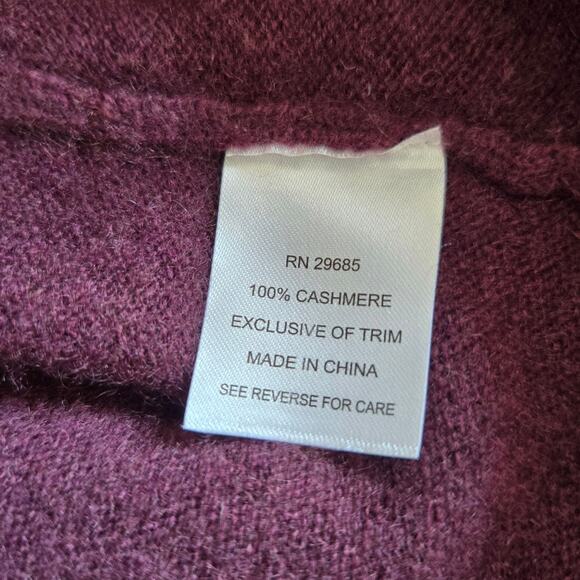 RN 29685
100% CASHMERE
EXCLUSIVE OF TRIM
MADE IN CHINA
SEE REVERSE FOR CARE